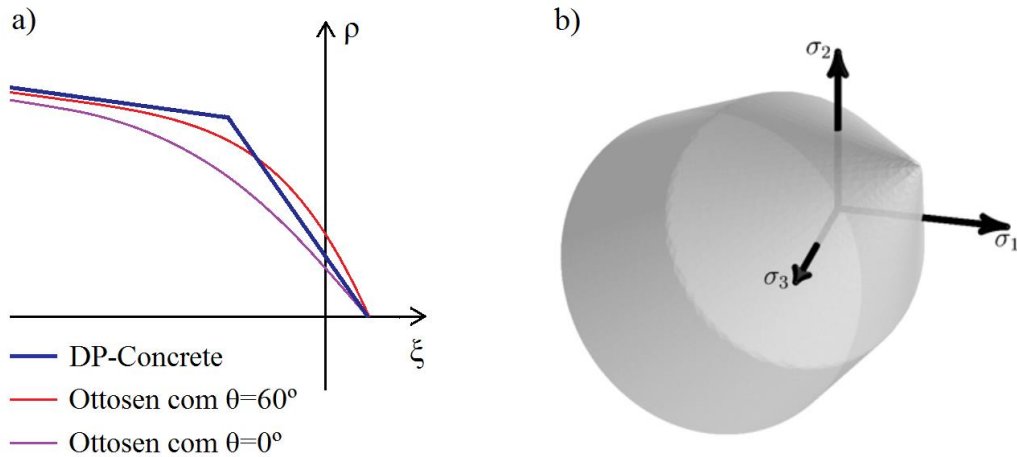 a)
ρ
ξ
DP-Concrete
Ottosen com θ=60º
Ottosen com θ=0º
b)
σ2
σ1
σ3